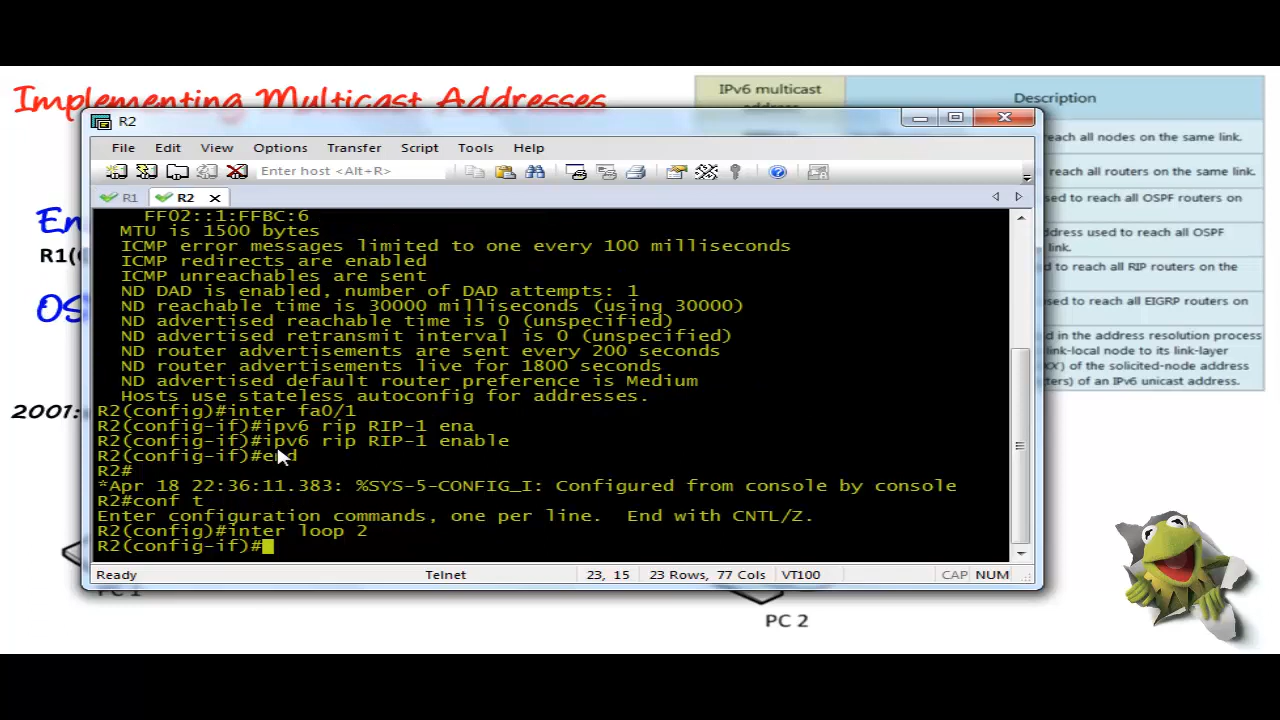 Implementing Multicast Addresses
IPv6 multicast
Description
R2
File Edit View Options Transfer Script Tools Help
Enter host <Alt+R>
R1 R2
FF02::1:FFBC:6
MTU is 1500 bytes
ICMP error messages limited to one every 100 milliseconds
ICMP redirects are enabled
ICMP unreachables are sent
ND DAD is enabled, number of DAD attempts: 1
ND reachable time is 30000 milliseconds (using 30000)
ND advertised reachable time is 0 (unspecified)
ND advertised retransmit interval is 0 (unspecified)
ND router advertisements are sent every 200 seconds
ND router advertisements live for 1800 seconds
ND advertised default router preference is Medium
Hosts use stateless autoconfig for addresses.
R2(config)#inter fa0/1
R2(config-if)#ipv6 rip RIP-1 ena
R2(config-if)#ipv6 rip RIP-1 enable
R2(config-if)#end
R2#
*Apr 18 22:36:11.383: %SYS-5-CONFIG_I: Configured from console by console
R2#conf t
Enter configuration commands, one per line.  End with CNTL/Z.
R2(config)#inter loop 2
R2(config-if)#
Ready Telnet 23, 15 23 Rows, 77 Cols VT100 CAP NUM
En
R1(
OS
2001:
reach all nodes on the same link.
reach all routers on the same link.
sed to reach all OSPF routers on
ddress used to reach all OSPF
link.
d to reach all RIP routers on the
used to reach all EIGRP routers on
d in the address resolution process
link-local node to its link-layer
XX') of the solicited-node address
ters) of an IPv6 unicast address.
PC 2